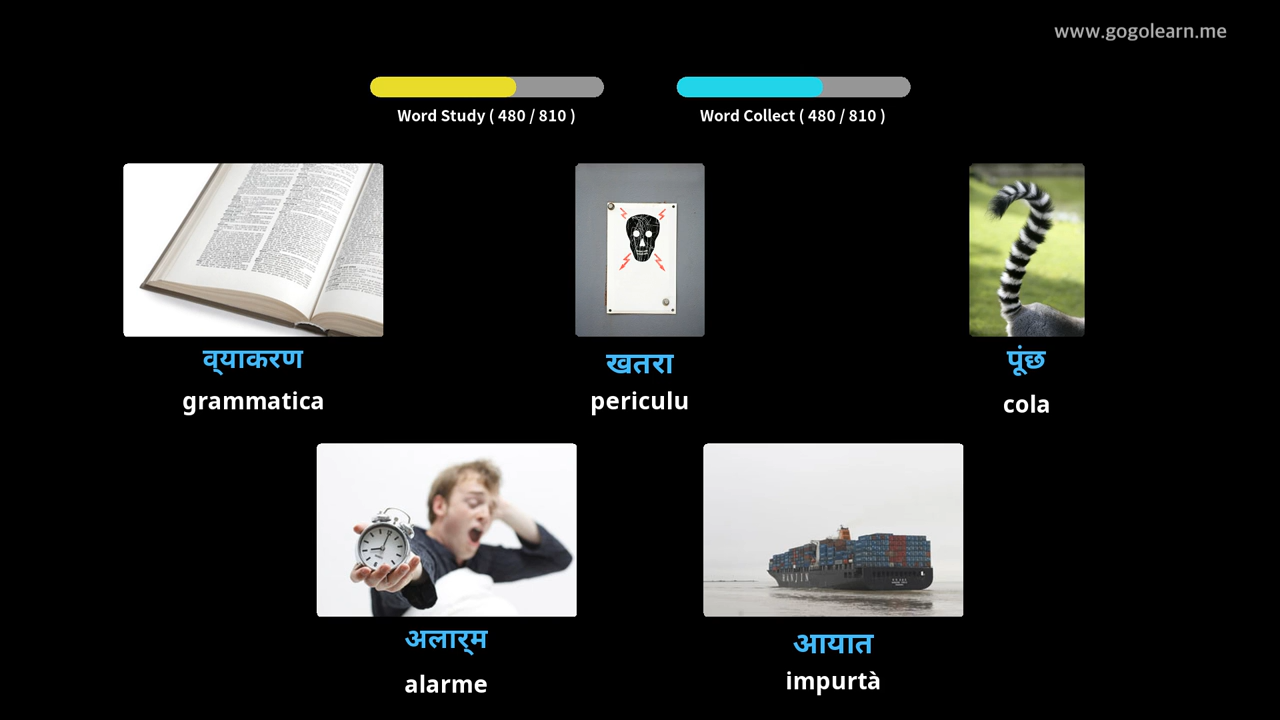 www.gogolearn.me
Word Study ( 480 / 810 )
Word Collect ( 480 / 810 )
व्याकरण
grammatica
खतरा
periculu
पूंछ
cola
HANJIN
अलार्म
alarme
आयात
impurtà